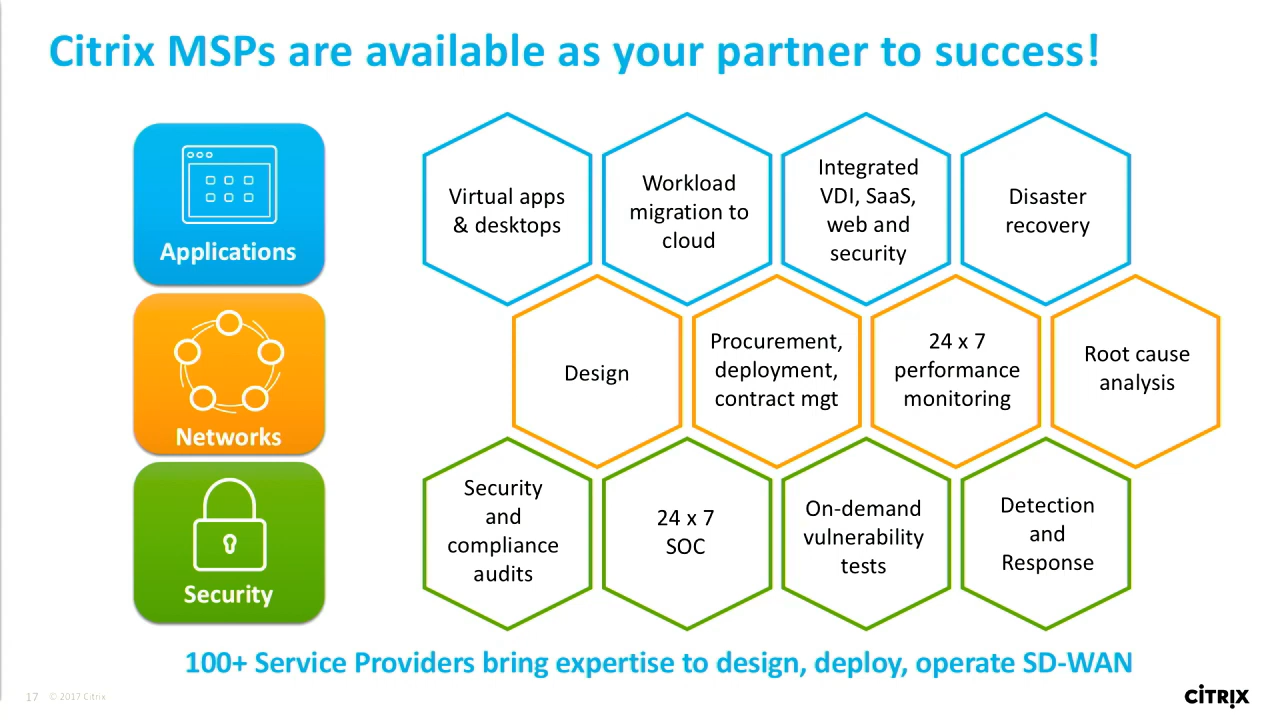 Citrix MSPs are available as your partner to success!
Applications
Virtual apps
& desktops
Workload
migration to
cloud
Integrated
VDI, SaaS,
web and
security
Disaster
recovery
Networks
Design
Procurement,
deployment,
contract mgt
24 x 7
performance
monitoring
Root cause
analysis
Security
Security
and
compliance
audits
24 x 7
SOC
On-demand
vulnerability
tests
Detection
and
Response
100+ Service Providers bring expertise to design, deploy, operate SD-WAN
17 © 2017 Citrix
CITRIX